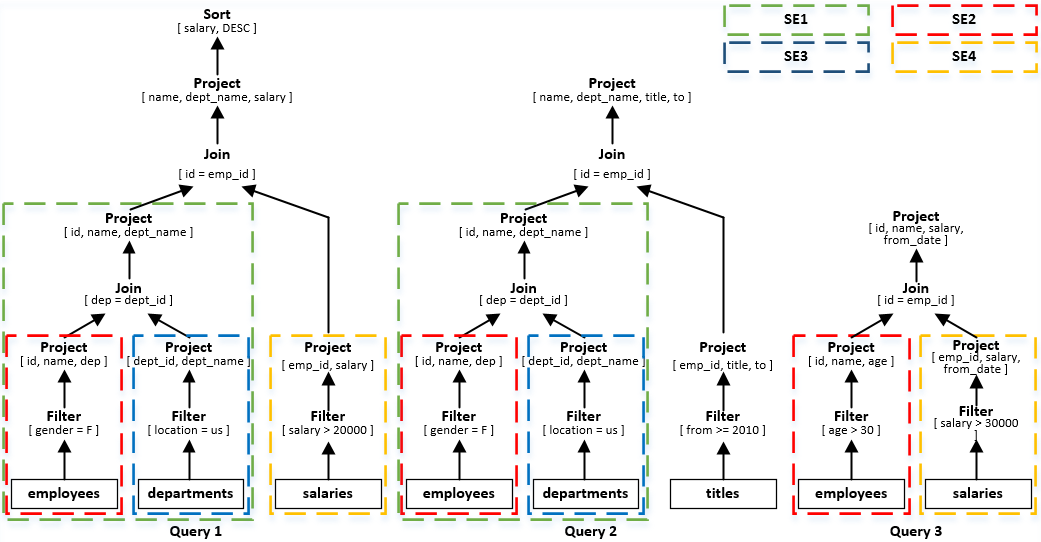 Sort
[ salary, DESC ]
SE1
SE2
SE3
SE4
Project
[ name, dept_name, salary ]
Project
[ name, dept_name, title, to ]
Join
[ id = emp_id ]
Join
[ id = emp_id ]
Project
[ id, name, dept_name ]
Project
[ id, name, dept_name ]
Project
[ id, name, salary,
from_date ]
Join
[ dep = dept_id ]
Join
[ dep = dept_id ]
Join
[ id = emp_id ]
Project
[ id, name, dep ]
Project
[ dept_id, dept_name ]
Project
[ emp_id, salary ]
Project
[ id, name, dep ]
Project
[ dept_id, dept_name ]
Project
[ emp_id, title, to ]
Project
[ id, name, age ]
Project
[ emp_id, salary,
from_date ]
Filter
[ gender = F ]
Filter
[ location = us ]
Filter
[ salary > 20000 ]
Filter
[ gender = F ]
Filter
[ location = us ]
Filter
[ from >= 2010 ]
Filter
[ age > 30 ]
Filter
[ salary > 30000
]
employees
departments
salaries
employees
departments
titles
employees
salaries
Query 1
Query 2
Query 3